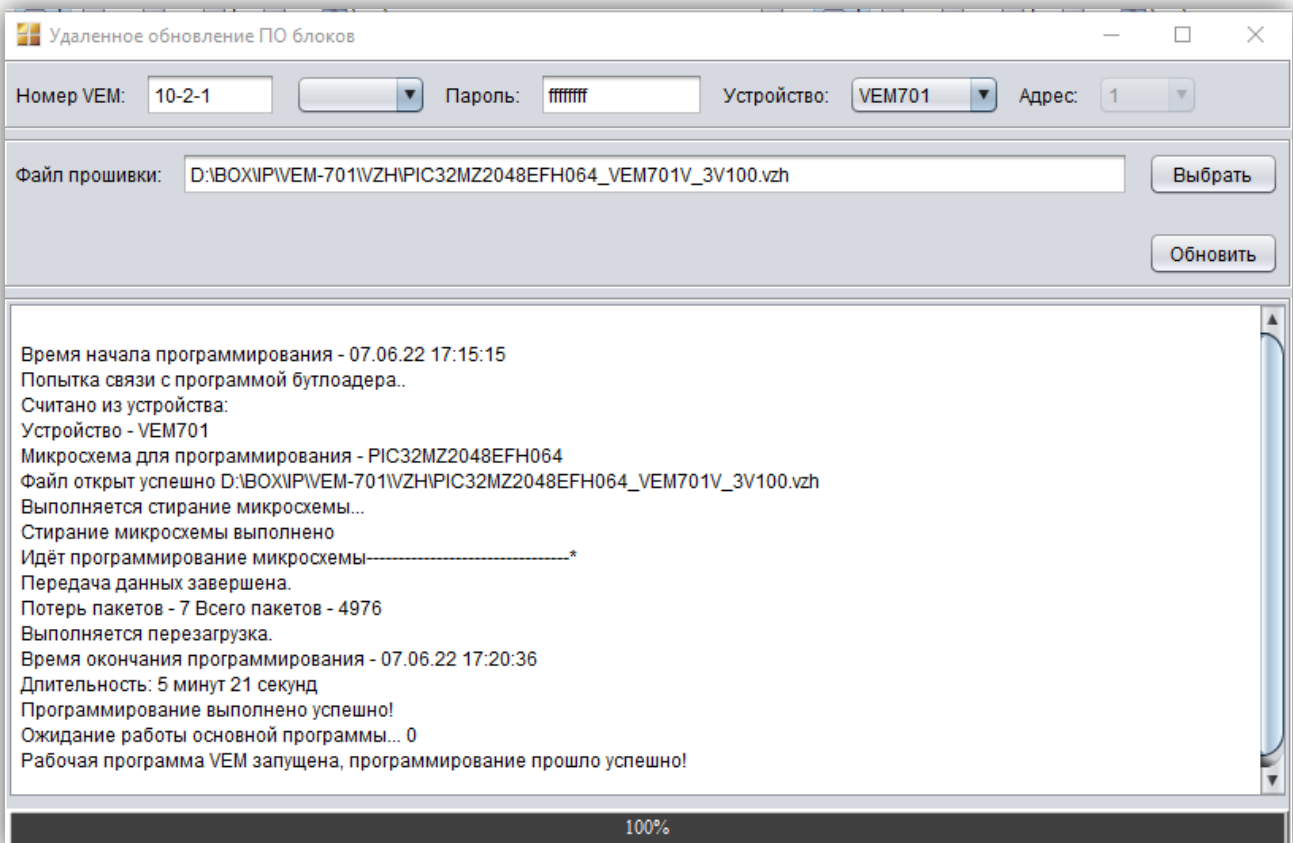 Удаленное обновление ПО блоков
Номер VEM: 10-2-1 Пароль: ffffffff Устройство: VEM701 Адрес: 1
Файл прошивки: D:\BOX\IP\VEM-701\VZH\PIC32MZ2048EFH064_VEM701V_3V100.vzh Выбрать
Обновить
Время начала программирования - 07.06.22 17:15:15
Попытка связи с программой бутлоадера..
Считано из устройства:
Устройство - VEM701
Микросхема для программирования - PIC32MZ2048EFH064
Файл открыт успешно D:\BOX\IP\VEM-701\VZH\PIC32MZ2048EFH064_VEM701V_3V100.vzh
Выполняется стирание микросхемы...
Стирание микросхемы выполнено
Идёт программирование микросхемы---------------------------------*
Передача данных завершена.
Потерь пакетов - 7 Всего пакетов - 4976
Выполняется перезагрузка.
Время окончания программирования - 07.06.22 17:20:36
Длительность: 5 минут 21 секунд
Программирование выполнено успешно!
Ожидание работы основной программы... 0
Рабочая программа VEM запущена, программирование прошло успешно!
100%